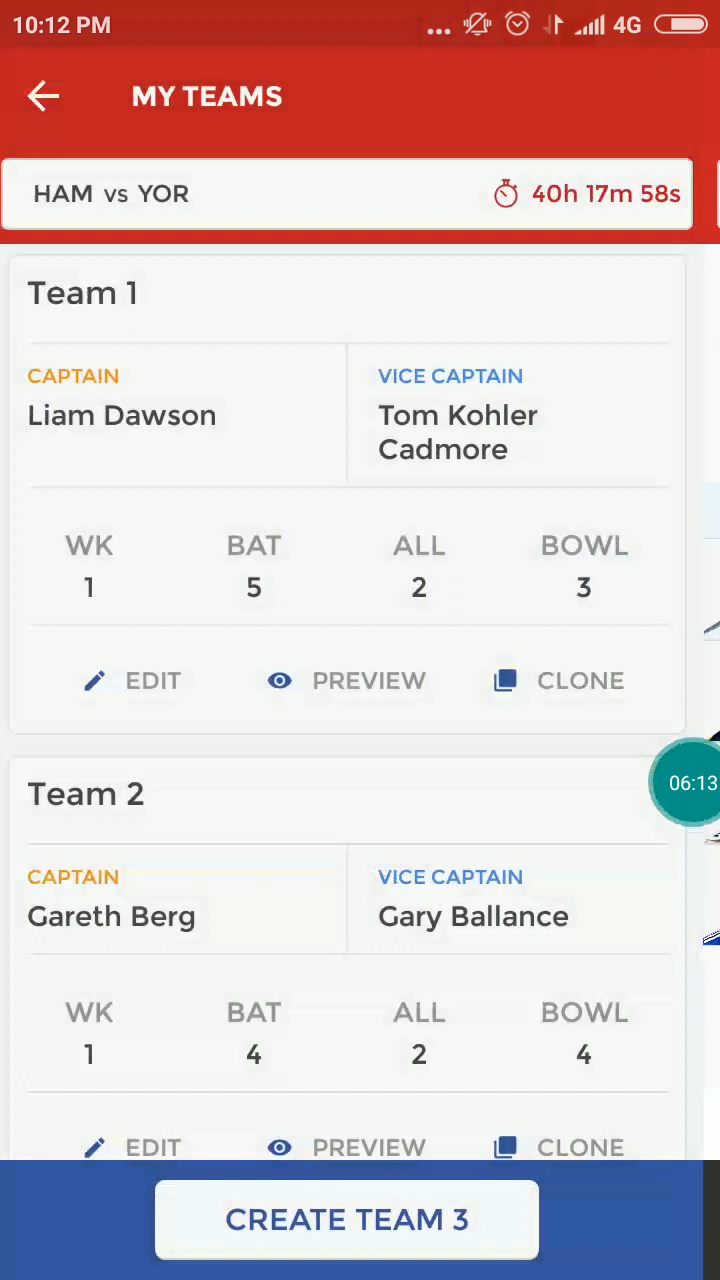 10:12 PM ... 4G
MY TEAMS
HAM vs YOR 40h 17m 58s
Team 1
CAPTAIN VICE CAPTAIN
Liam Dawson Tom Kohler
Cadmore
WK BAT ALL BOWL
1 5 2 3
EDIT PREVIEW CLONE
06:13
Team 2
CAPTAIN VICE CAPTAIN
Gareth Berg Gary Ballance
WK BAT ALL BOWL
1 4 2 4
EDIT PREVIEW CLONE
CREATE TEAM 3